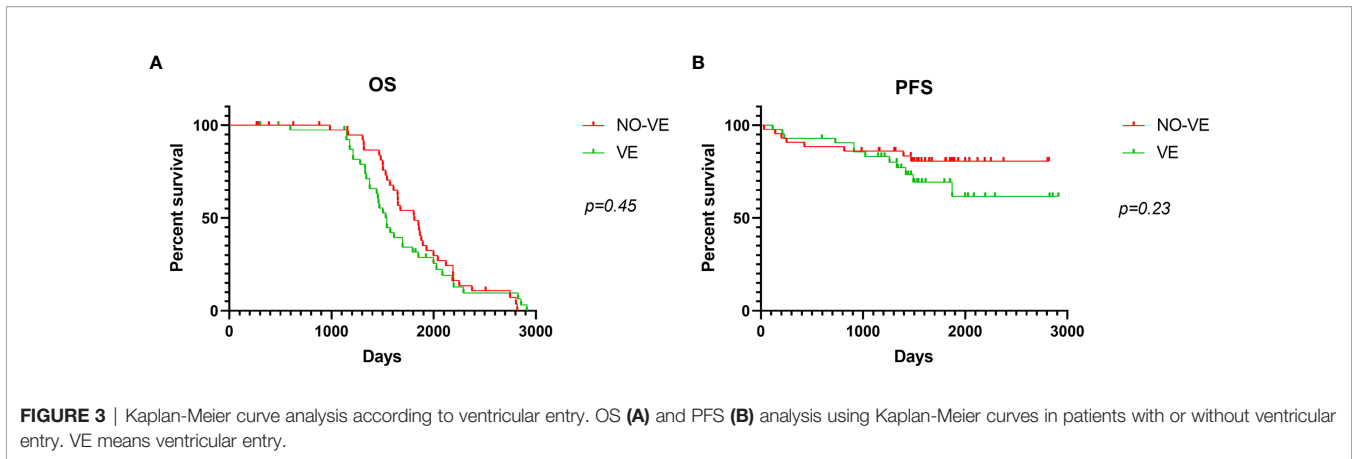 A
OS
Percent survival
100
50
0
0
1000
2000
3000
Days
NO-VE
VE
p=0.45
B
PFS
Percent survival
100
50
0
0
1000
2000
3000
Days
NO-VE
VE
p=0.23
FIGURE 3 | Kaplan-Meier curve analysis according to ventricular entry. OS (A) and PFS (B) analysis using Kaplan-Meier curves in patients with or without ventricular
entry. VE means ventricular entry.